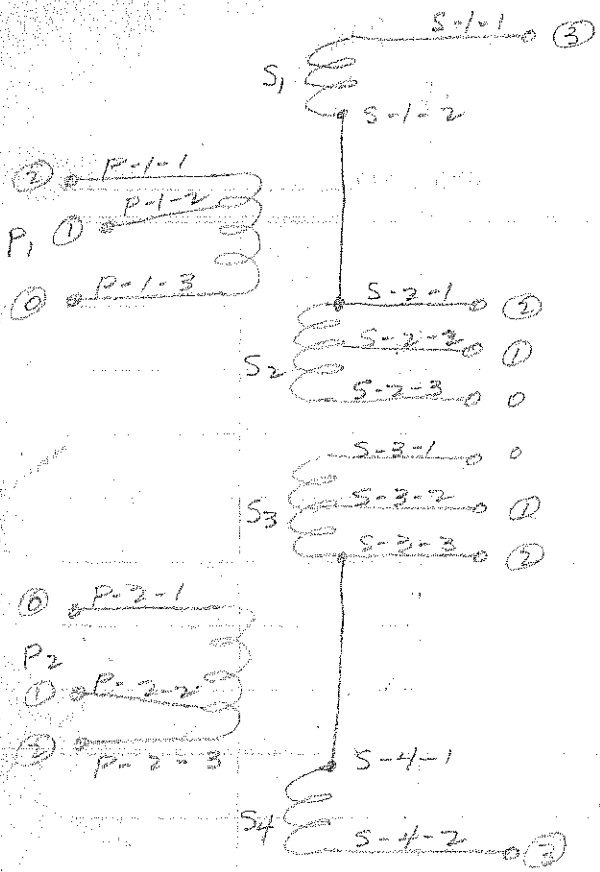 S-1-1 ③
S1
S-1-2
② P-1-1
P-1-2
P1 ①
⓪ P-1-3
S-2-1 ②
S-2-2 ①
S2
S-2-3 0
S-3-1 0
S-3-2 ①
S3
S-3-3 ②
⓪ P-2-1
P2
① P-2-2
② P-2-3
S-4-1
S4
S-4-2 ③